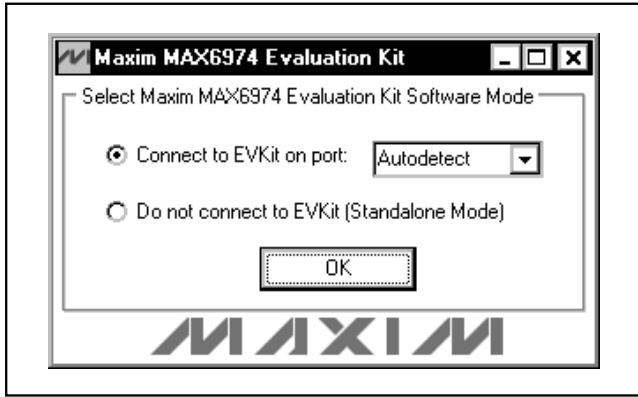 Maxim MAX6974 Evaluation Kit
Select Maxim MAX6974 Evaluation Kit Software Mode
Connect to EVKit on port: Autodetect
Do not connect to EVKit (Standalone Mode)
OK
MAXIM